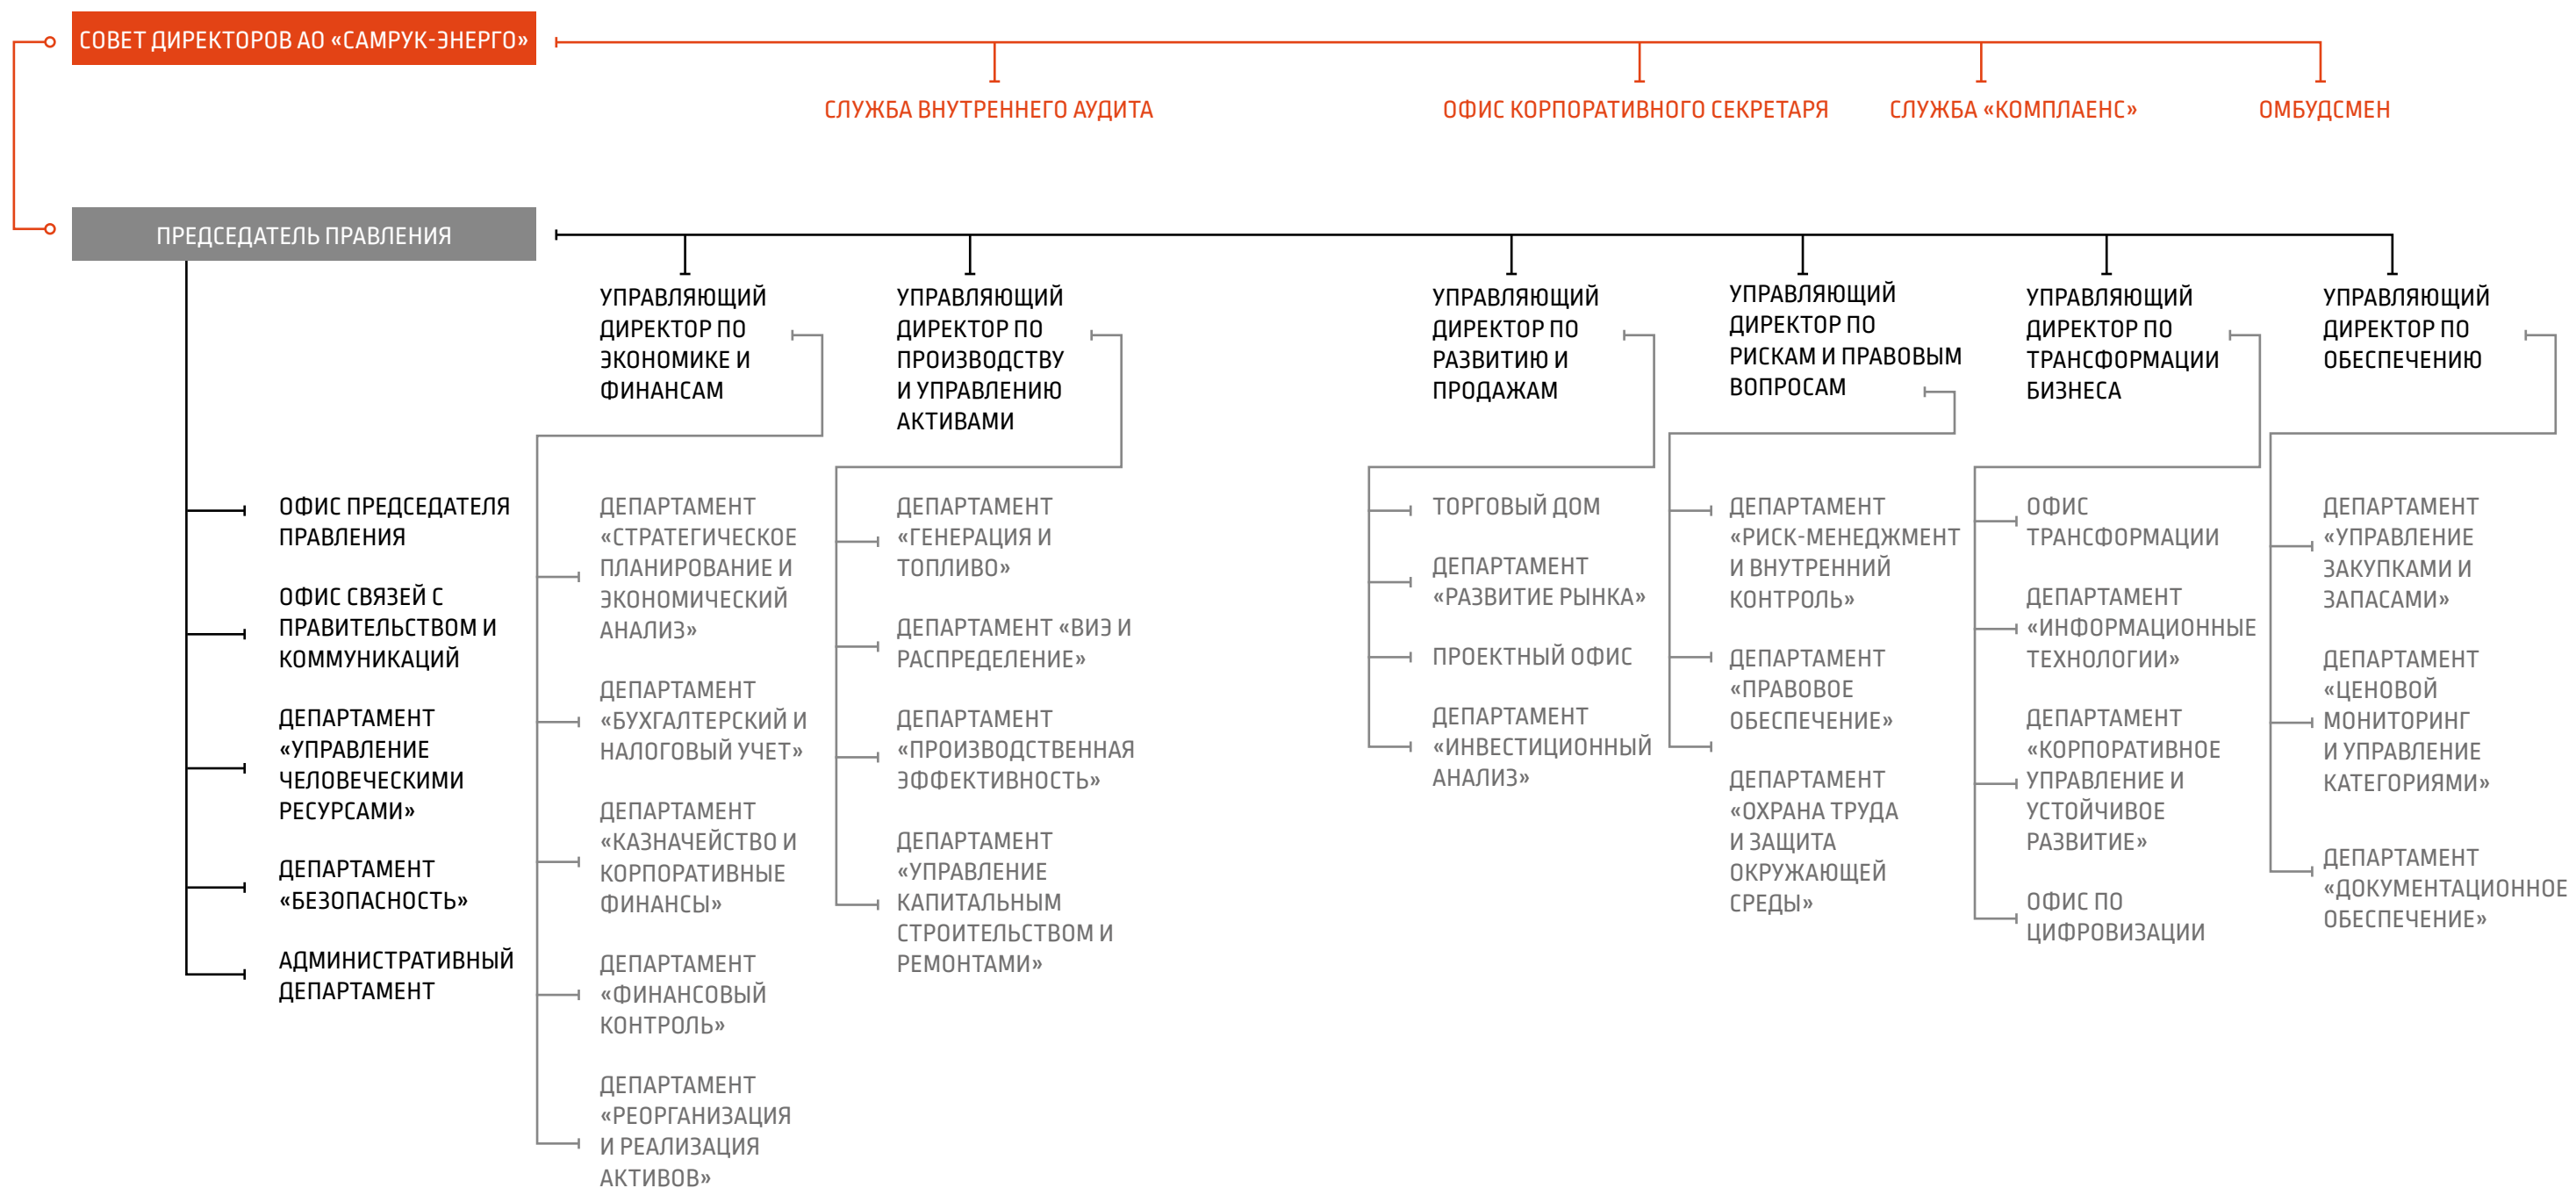 СОВЕТ ДИРЕКТОРОВ АО «САМРУК-ЭНЕРГО»
СЛУЖБА ВНУТРЕННЕГО АУДИТА
ОФИС КОРПОРАТИВНОГО СЕКРЕТАРЯ
СЛУЖБА «КОМПЛАЕНС»
ОМБУДСМЕН
ПРЕДСЕДАТЕЛЬ ПРАВЛЕНИЯ
ОФИС ПРЕДСЕДАТЕЛЯ
ПРАВЛЕНИЯ
ОФИС СВЯЗЕЙ С
ПРАВИТЕЛЬСТВОМ И
КОММУНИКАЦИЙ
ДЕПАРТАМЕНТ
«УПРАВЛЕНИЕ
ЧЕЛОВЕЧЕСКИМИ
РЕСУРСАМИ»
ДЕПАРТАМЕНТ
«БЕЗОПАСНОСТЬ»
АДМИНИСТРАТИВНЫЙ
ДЕПАРТАМЕНТ
УПРАВЛЯЮЩИЙ
ДИРЕКТОР ПО
ЭКОНОМИКЕ И
ФИНАНСАМ
ДЕПАРТАМЕНТ
«СТРАТЕГИЧЕСКОЕ
ПЛАНИРОВАНИЕ И
ЭКОНОМИЧЕСКИЙ
АНАЛИЗ»
ДЕПАРТАМЕНТ
«БУХГАЛТЕРСКИЙ И
НАЛОГОВЫЙ УЧЕТ»
ДЕПАРТАМЕНТ
«КАЗНАЧЕЙСТВО И
КОРПОРАТИВНЫЕ
ФИНАНСЫ»
ДЕПАРТАМЕНТ
«ФИНАНСОВЫЙ
КОНТРОЛЬ»
ДЕПАРТАМЕНТ
«РЕОРГАНИЗАЦИЯ
И РЕАЛИЗАЦИЯ
АКТИВОВ»
УПРАВЛЯЮЩИЙ
ДИРЕКТОР ПО
ПРОИЗВОДСТВУ
И УПРАВЛЕНИЮ
АКТИВАМИ
ДЕПАРТАМЕНТ
«ГЕНЕРАЦИЯ И
ТОПЛИВО»
ДЕПАРТАМЕНТ «ВИЭ И
РАСПРЕДЕЛЕНИЕ»
ДЕПАРТАМЕНТ
«ПРОИЗВОДСТВЕННАЯ
ЭФФЕКТИВНОСТЬ»
ДЕПАРТАМЕНТ
«УПРАВЛЕНИЕ
КАПИТАЛЬНЫМ
СТРОИТЕЛЬСТВОМ И
РЕМОНТАМИ»
УПРАВЛЯЮЩИЙ
ДИРЕКТОР ПО
РАЗВИТИЮ И
ПРОДАЖАМ
ТОРГОВЫЙ ДОМ
ДЕПАРТАМЕНТ
«РАЗВИТИЕ РЫНКА»
ПРОЕКТНЫЙ ОФИС
ДЕПАРТАМЕНТ
«ИНВЕСТИЦИОННЫЙ
АНАЛИЗ»
УПРАВЛЯЮЩИЙ
ДИРЕКТОР ПО
РИСКАМ И ПРАВОВЫМ
ВОПРОСАМ
ДЕПАРТАМЕНТ
«РИСК-МЕНЕДЖМЕНТ
И ВНУТРЕННИЙ
КОНТРОЛЬ»
ДЕПАРТАМЕНТ
«ПРАВОВОЕ
ОБЕСПЕЧЕНИЕ»
ДЕПАРТАМЕНТ
«ОХРАНА ТРУДА
И ЗАЩИТА
ОКРУЖАЮЩЕЙ
СРЕДЫ»
УПРАВЛЯЮЩИЙ
ДИРЕКТОР ПО
ТРАНСФОРМАЦИИ
БИЗНЕСА
ОФИС
ТРАНСФОРМАЦИИ
ДЕПАРТАМЕНТ
«ИНФОРМАЦИОННЫЕ
ТЕХНОЛОГИИ»
ДЕПАРТАМЕНТ
«КОРПОРАТИВНОЕ
УПРАВЛЕНИЕ И
УСТОЙЧИВОЕ
РАЗВИТИЕ»
ОФИС ПО
ЦИФРОВИЗАЦИИ
УПРАВЛЯЮЩИЙ
ДИРЕКТОР ПО
ОБЕСПЕЧЕНИЮ
ДЕПАРТАМЕНТ
«УПРАВЛЕНИЕ
ЗАКУПКАМИ И
ЗАПАСАМИ»
ДЕПАРТАМЕНТ
«ЦЕНОВОЙ
МОНИТОРИНГ
И УПРАВЛЕНИЕ
КАТЕГОРИЯМИ»
ДЕПАРТАМЕНТ
«ДОКУМЕНТАЦИОННОЕ
ОБЕСПЕЧЕНИЕ»